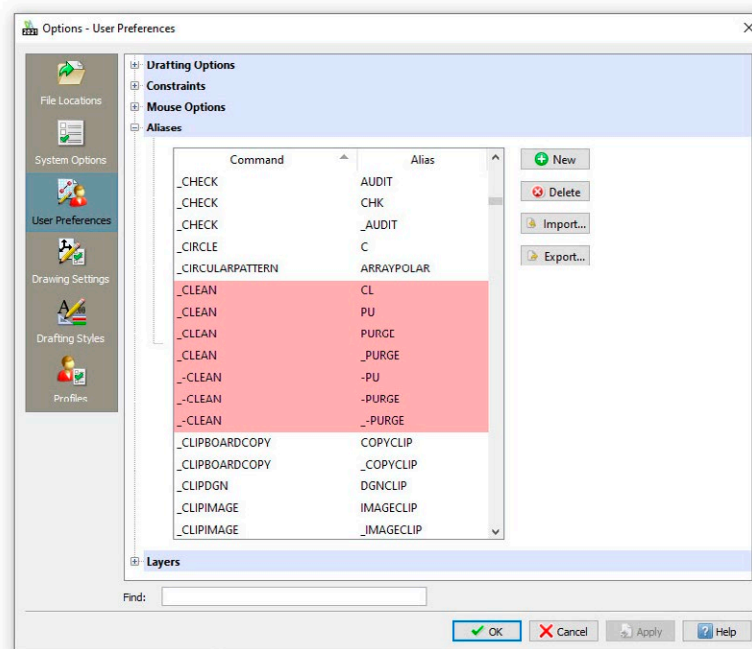 Options - User Preferences
File Locations
System Options
User Preferences
Drawing Settings
Drafting Styles
Profiles
Drafting Options
Constraints
Mouse Options
Aliases
Command Alias
_CHECK AUDIT
_CHECK CHK
_CHECK _AUDIT
_CIRCLE C
_CIRCULARPATTERN ARRAYPOLAR
_CLEAN CL
_CLEAN PU
_CLEAN PURGE
_CLEAN _PURGE
_-CLEAN -PU
_-CLEAN -PURGE
_-CLEAN _-PURGE
_CLIPBOARDCOPY COPYCLIP
_CLIPBOARDCOPY _COPYCLIP
_CLIPDGN DGNCLIP
_CLIPIMAGE IMAGECLIP
_CLIPIMAGE _IMAGECLIP
New
Delete
Import...
Export...
Layers
Find:
OK Cancel Apply Help